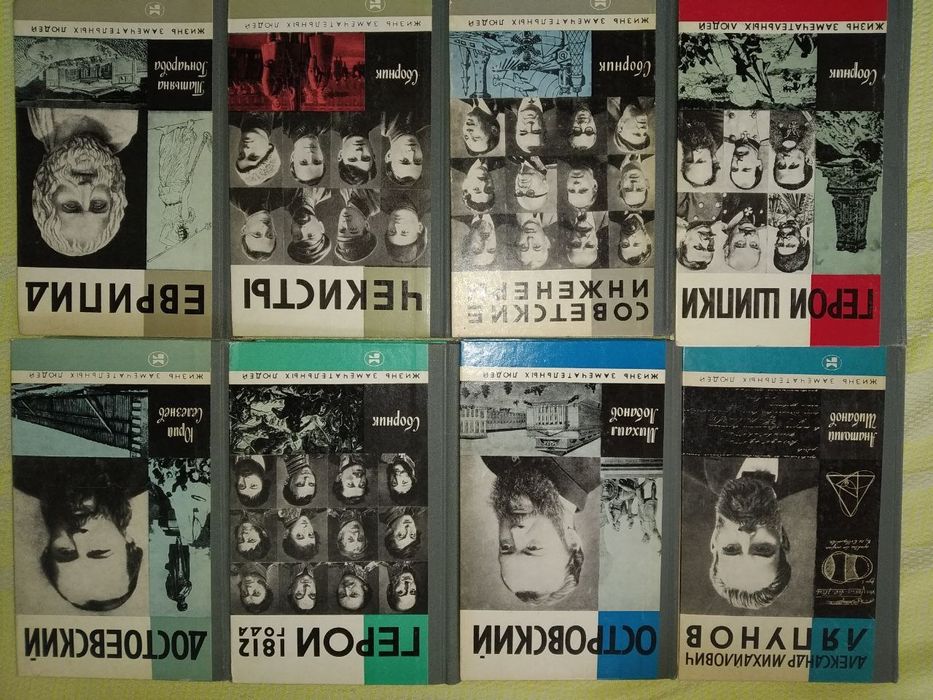 АЛЕКСАНДР МИХАЙЛОВИЧ
ЛЯПУНОВ
Анатолий
Шибанов
ЖИЗНЬ ЗАМЕЧАТЕЛЬНЫХ ЛЮДЕЙ
ОСТРОВСКИЙ
Михаил
Лобанов
ЖИЗНЬ ЗАМЕЧАТЕЛЬНЫХ ЛЮДЕЙ
ГЕРОИ 1812
ГОДА
Сборник
ЖИЗНЬ ЗАМЕЧАТЕЛЬНЫХ ЛЮДЕЙ
ДОСТОЕВСКИЙ
Юрий
Селезнев
ЖИЗНЬ ЗАМЕЧАТЕЛЬНЫХ ЛЮДЕЙ
ГЕРОИ ШИПКИ
Сборник
ЖИЗНЬ ЗАМЕЧАТЕЛЬНЫХ ЛЮДЕЙ
СОВЕТСКИЕ
ИНЖЕНЕРЫ
Сборник
ЖИЗНЬ ЗАМЕЧАТЕЛЬНЫХ ЛЮДЕЙ
ЧЕКИСТЫ
Сборник
ЖИЗНЬ ЗАМЕЧАТЕЛЬНЫХ ЛЮДЕЙ
ЕВРИПИД
Татьяна
Гончарова
ЖИЗНЬ ЗАМЕЧАТЕЛЬНЫХ ЛЮДЕЙ